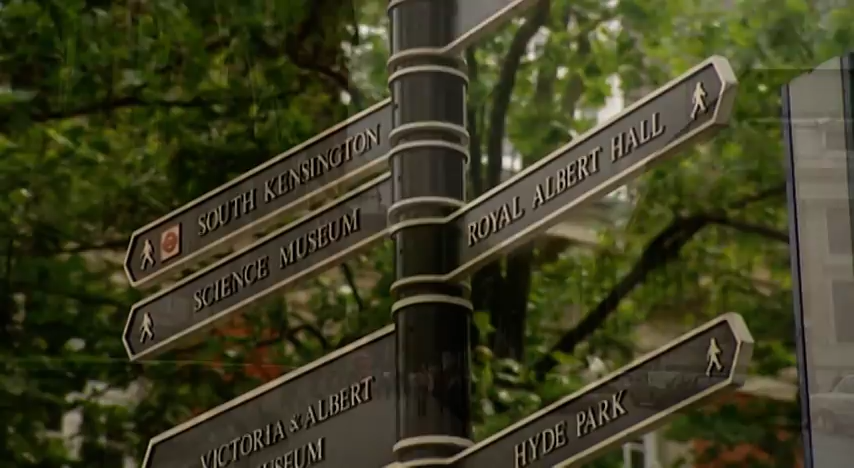 SOUTH KENSINGTON
SCIENCE MUSEUM
VICTORIA & ALBERT
MUSEUM
ROYAL ALBERT HALL
HYDE PARK